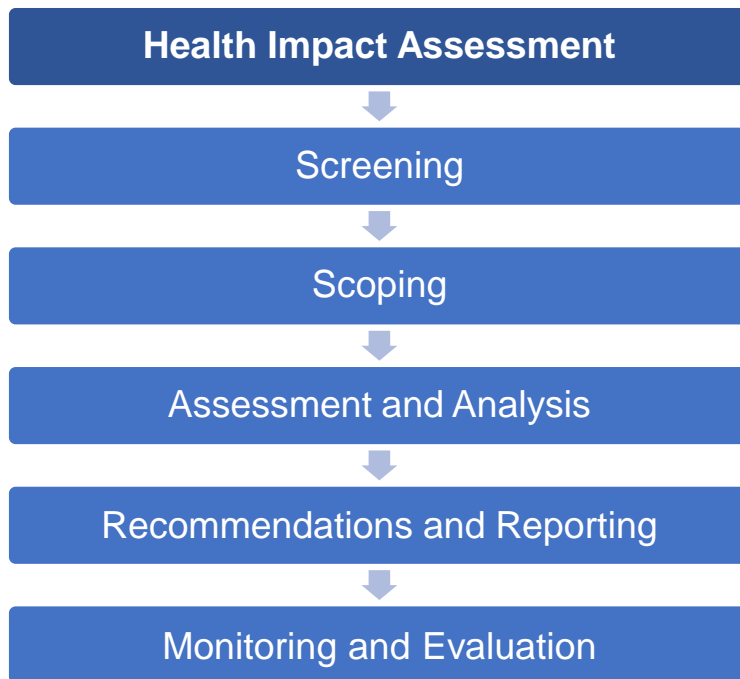 Health Impact Assessment
Screening
Scoping
Assessment and Analysis
Recommendations and Reporting
Monitoring and Evaluation